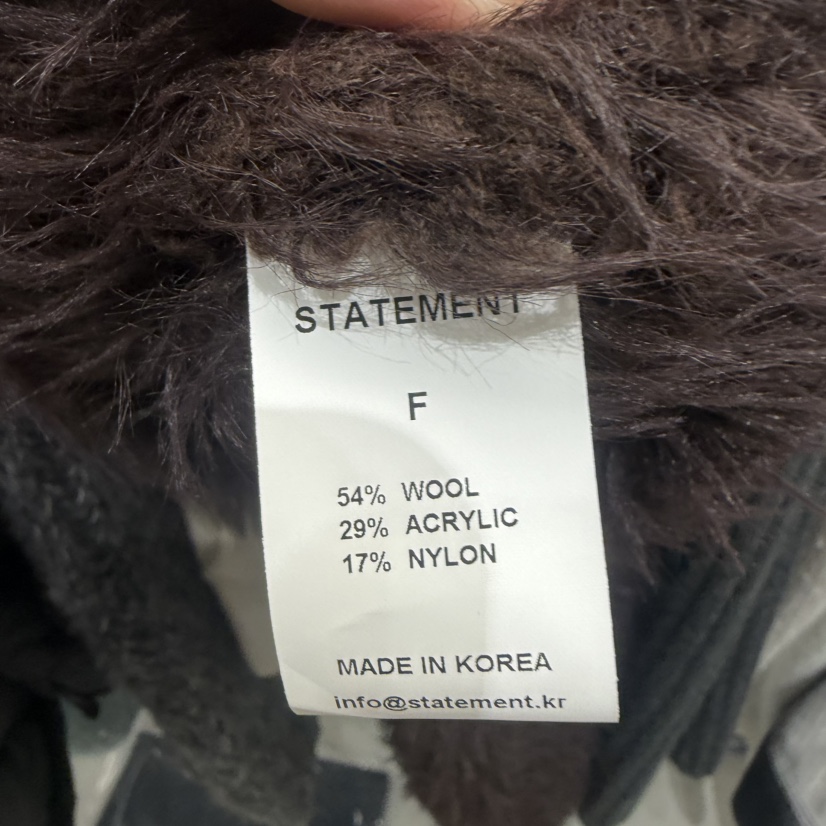 STATEMENT
F
54% WOOL
29% ACRYLIC
17% NYLON
MADE IN KOREA
info@statement.kr